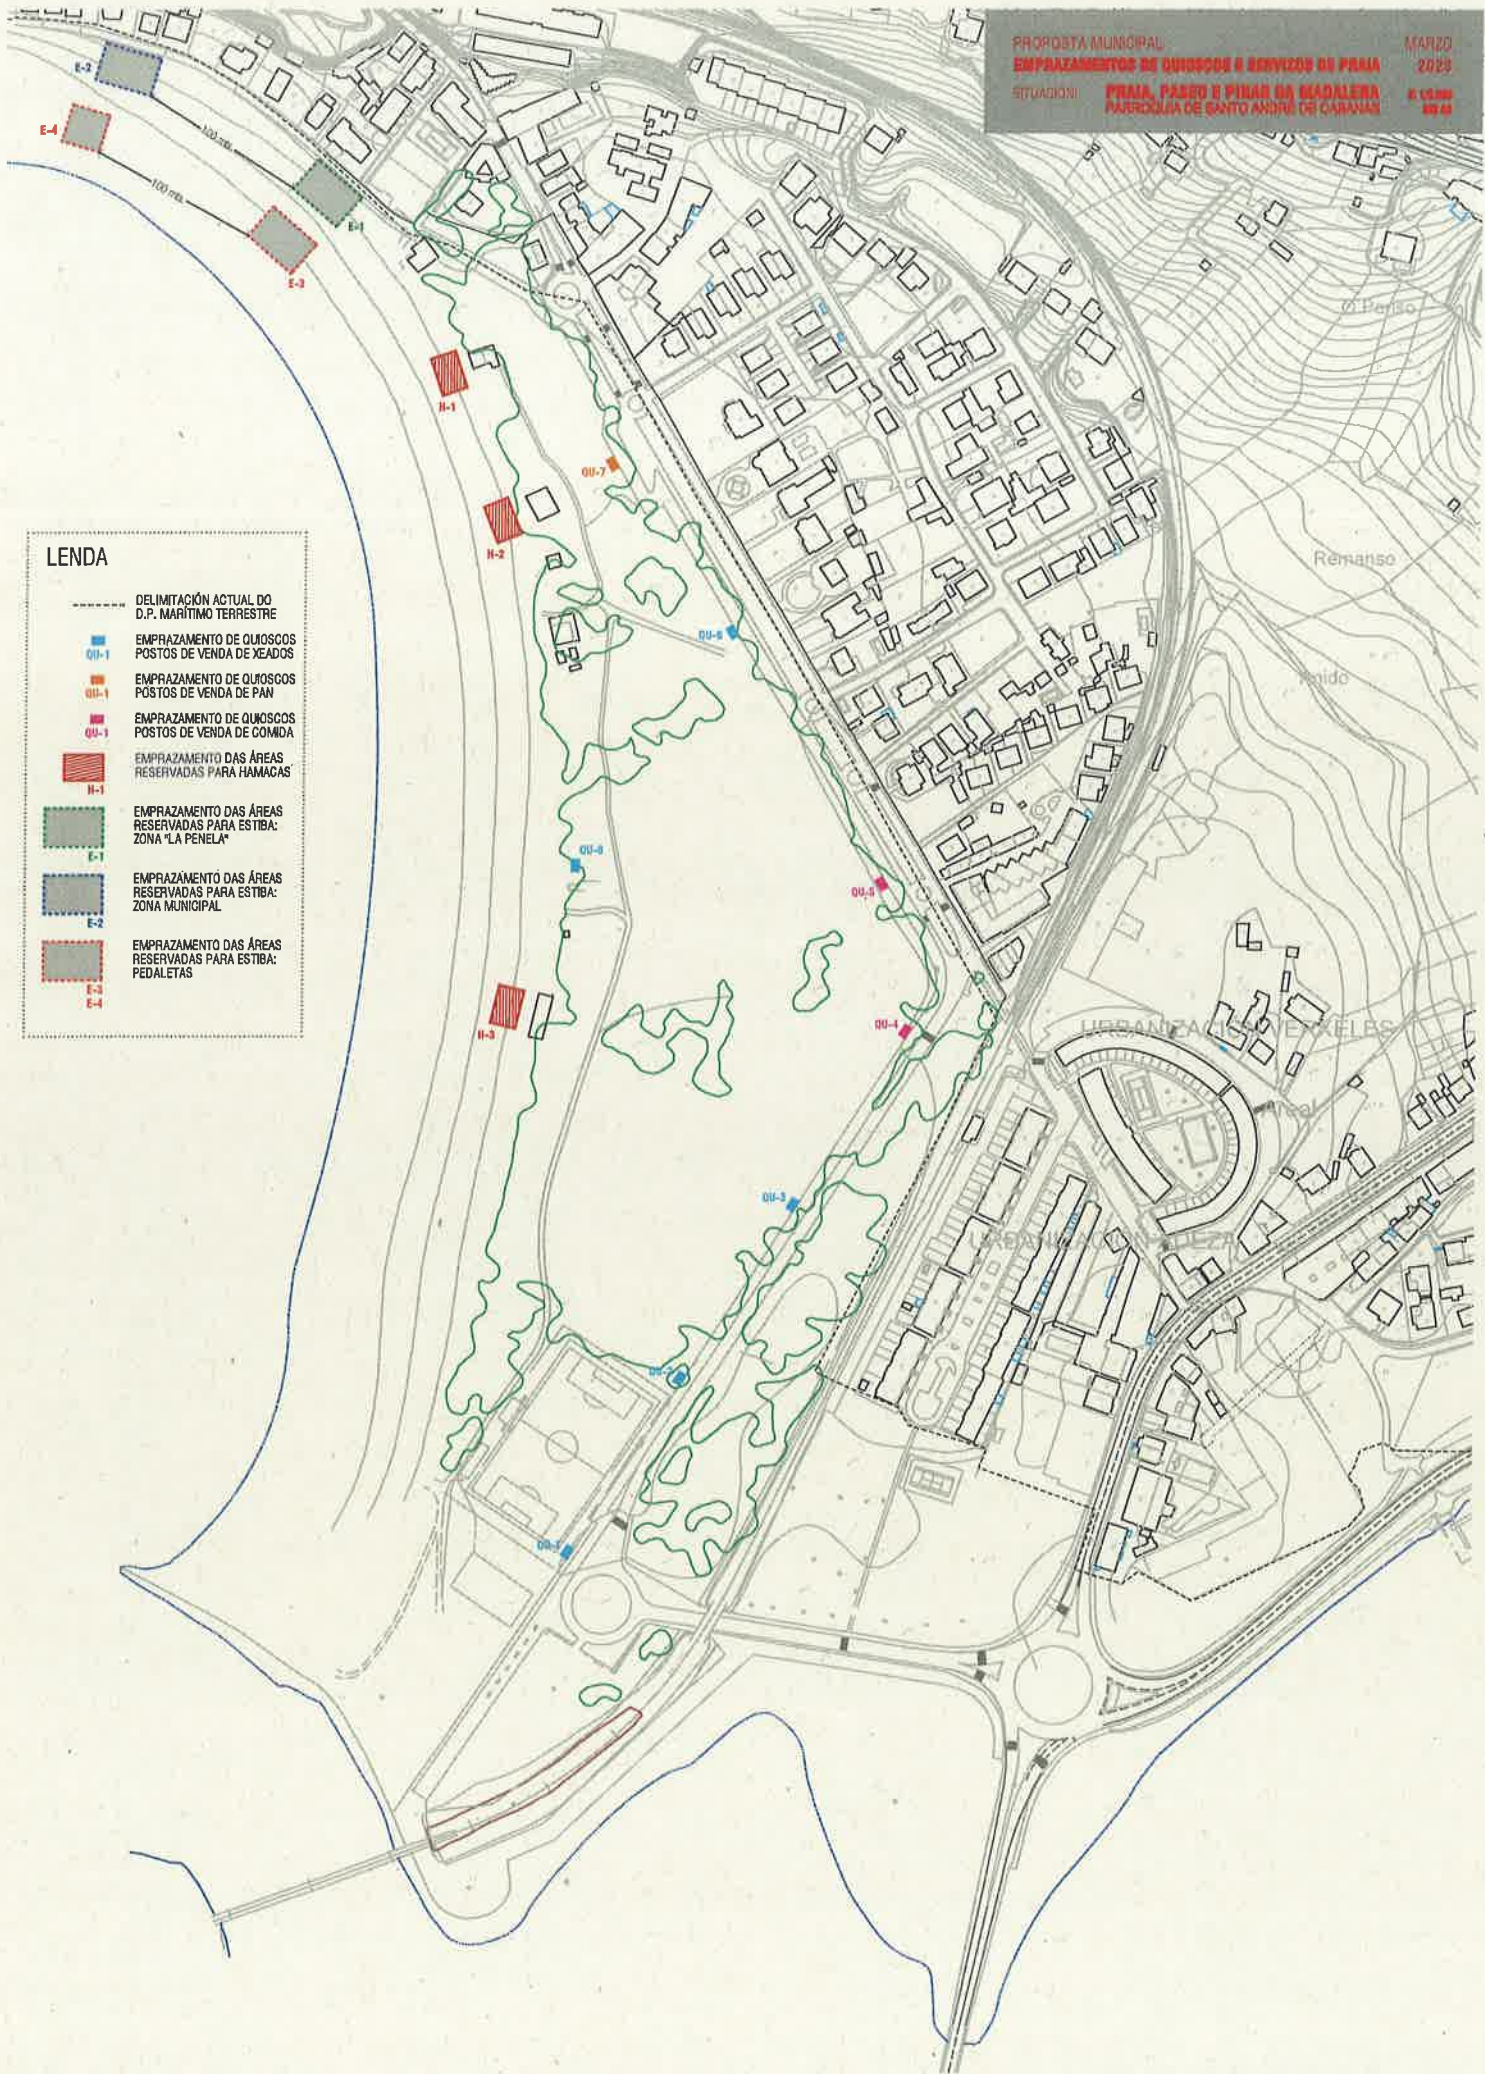 PROPOSTA MUNICIPAL MARZO
EMPRAZAMENTOS DE QUIOSCOS E SERVIZOS DE PRAIA 2023
SITUACIÓN: PRAIA, PASEO E PINAR DA MADALENA
PARROQUIA DE SANTO ANDRÉ DE CABANAS
E-2
E-4
100 mts.
100 mts.
E-1
E-3
O Penso
H-1
QU-7
H-2
Remanso
LENDA
DELIMITACIÓN ACTUAL DO
D.P. MARÍTIMO TERRESTRE
QU-1
EMPRAZAMENTO DE QUIOSCOS
POSTOS DE VENDA DE XEADOS
QU-1
EMPRAZAMENTO DE QUIOSCOS
POSTOS DE VENDA DE PAN
QU-1
EMPRAZAMENTO DE QUIOSCOS
POSTOS DE VENDA DE COMIDA
H-1
EMPRAZAMENTO DAS ÁREAS
RESERVADAS PARA HAMACAS
E-1
EMPRAZAMENTO DAS ÁREAS
RESERVADAS PARA ESTIBA:
ZONA "LA PENELA"
E-2
EMPRAZAMENTO DAS ÁREAS
RESERVADAS PARA ESTIBA:
ZONA MUNICIPAL
E-3
E-4
EMPRAZAMENTO DAS ÁREAS
RESERVADAS PARA ESTIBA:
PEDALETAS
QU-6
QU-8
QU-5
H-3
QU-4
Areal
QU-3
QU-2
QU-1